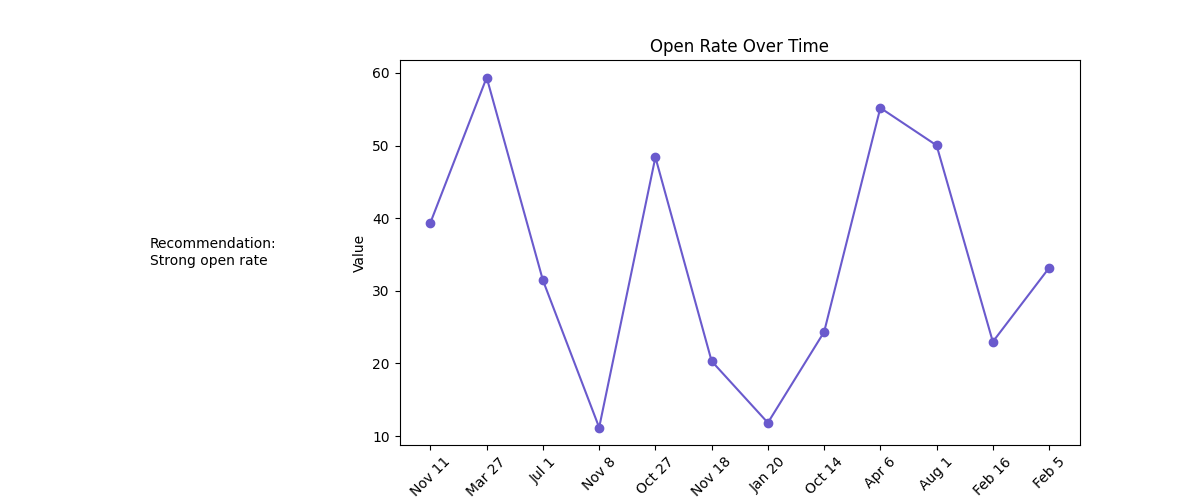 Open Rate Over Time
Recommendation:
Strong open rate
Value
60
50
40
30
20
10
Nov 11
Mar 27
Jul 1
Nov 8
Oct 27
Nov 18
Jan 20
Oct 14
Apr 6
Aug 1
Feb 16
Feb 5